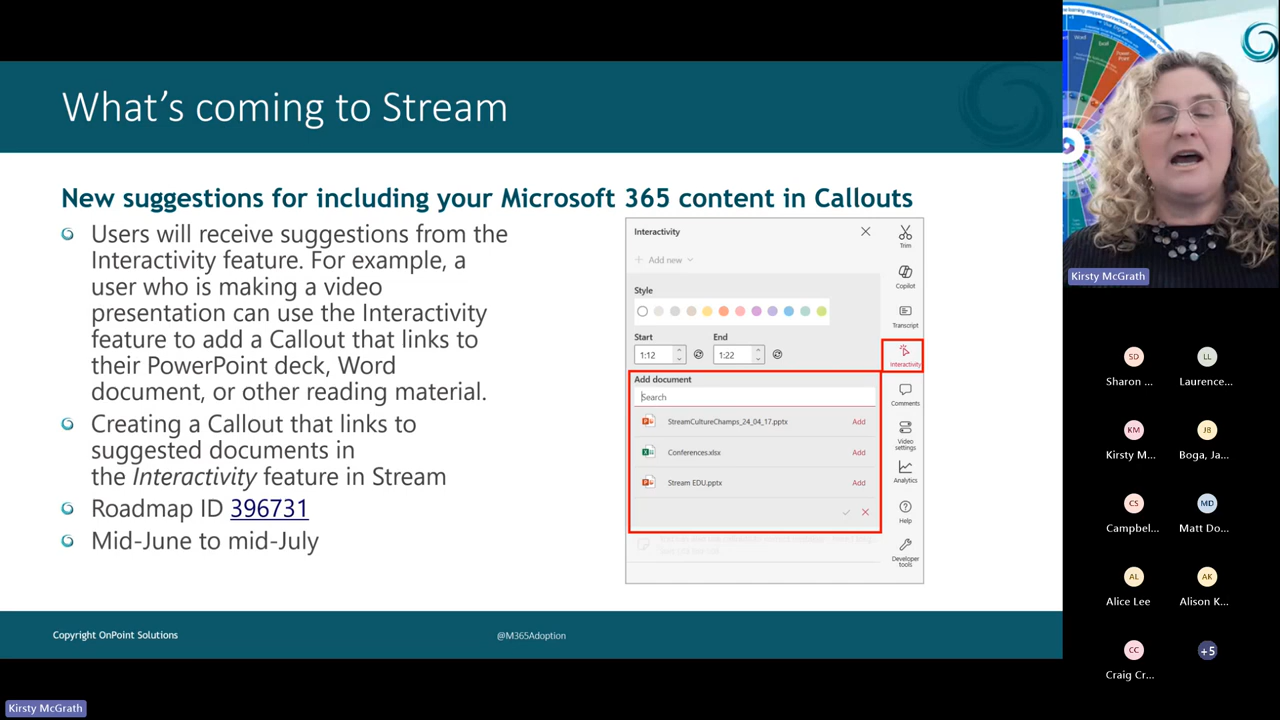 What's coming to Stream
New suggestions for including your Microsoft 365 content in Callouts
Users will receive suggestions from the
Interactivity feature. For example, a
user who is making a video
presentation can use the Interactivity
feature to add a Callout that links to
their PowerPoint deck, Word
document, or other reading material.
Creating a Callout that links to
suggested documents in
the Interactivity feature in Stream
Roadmap ID 396731
Mid-June to mid-July
Interactivity
Add new
Style
Start
End
1:12
1:22
Add document
Search
StreamCultureChamps_24_04_17.pptx
Add
Conferences.xlsx
Add
Stream EDU.pptx
Add
Trim
Copilot
Transcript
Interactivity
Comments
Video
settings
Analytics
Help
Developer
tools
Copyright OnPoint Solutions
@M365Adoption
Kirsty McGrath
Word
Excel
Power
Point
Kirsty McGrath
SD
LL
Sharon ...
Laurence...
KM
JB
Kirsty M...
Boga, Ja...
CS
MD
Campbel...
Matt Do...
AL
AK
Alice Lee
Alison K...
CC
+5
Craig Cr...